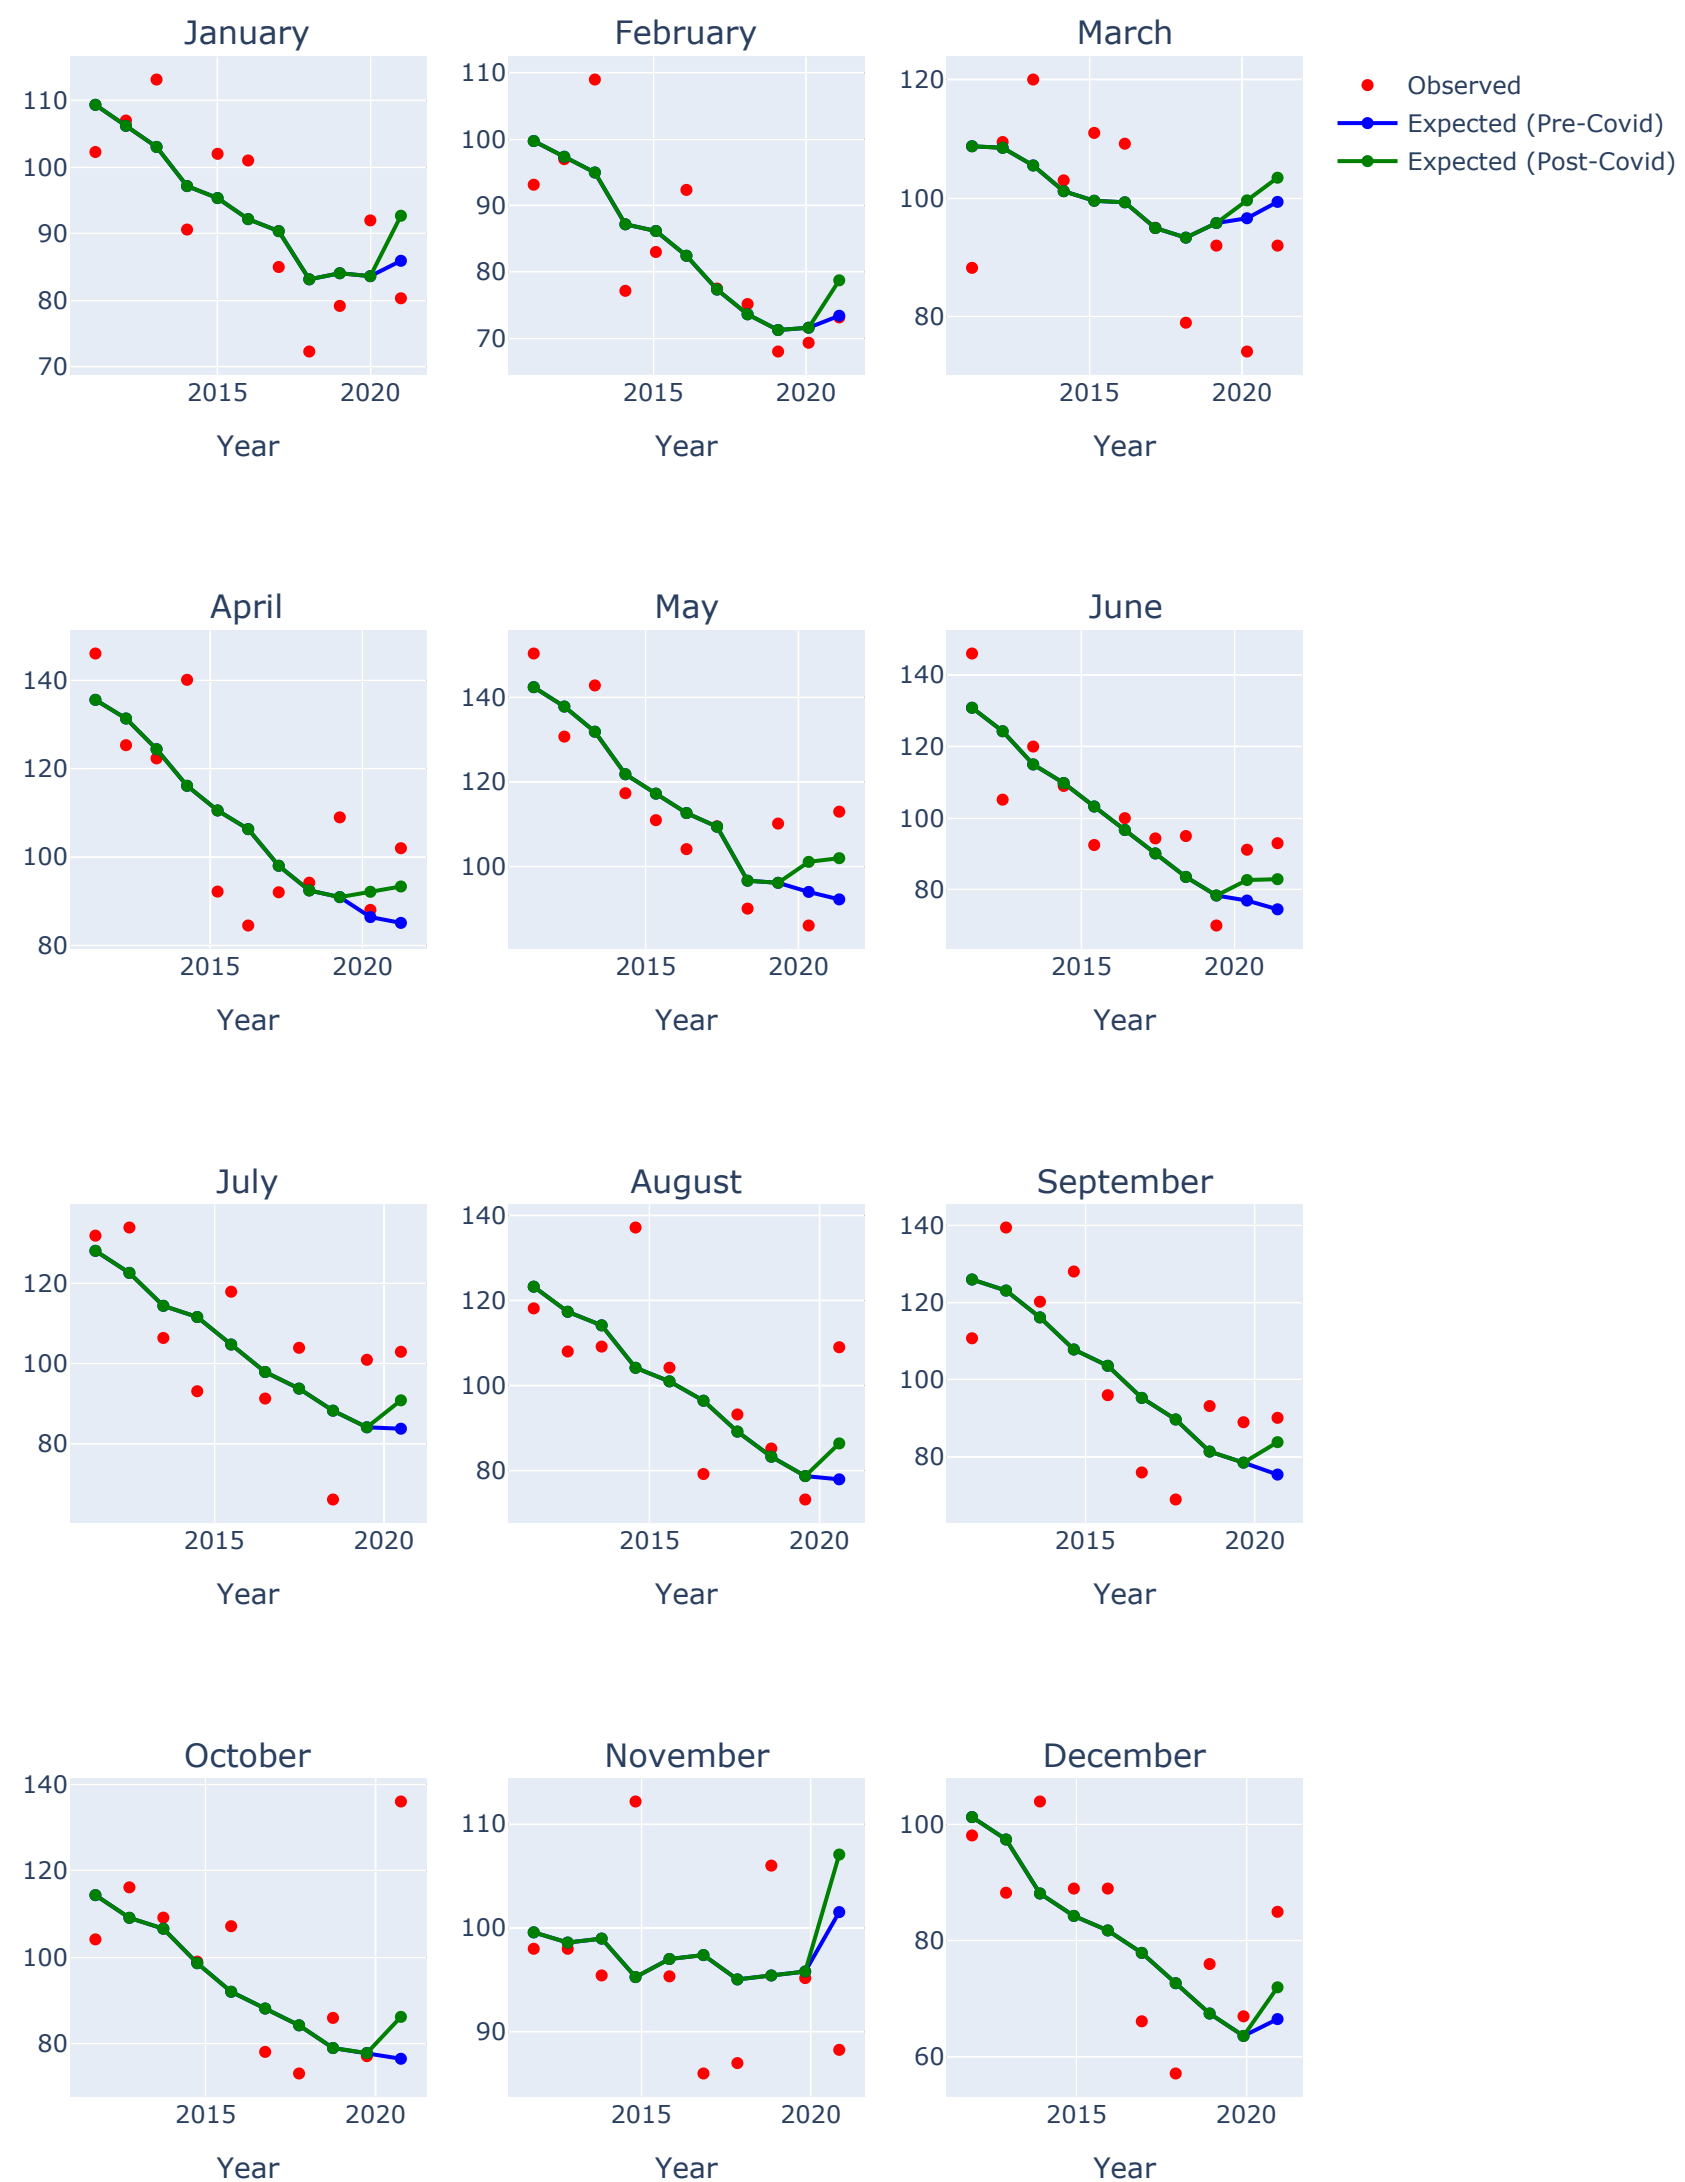 January
February
March
110
100
90
80
70
2015
2020
Year
110
100
90
80
70
2015
2020
Year
120
100
80
2015
2020
Year
Observed
Expected (Pre-Covid)
Expected (Post-Covid)
April
May
June
140
120
100
80
2015
2020
Year
140
120
100
2015
2020
Year
140
120
100
80
2015
2020
Year
July
August
September
120
100
80
2015
2020
Year
140
120
100
80
2015
2020
Year
140
120
100
80
2015
2020
Year
October
November
December
140
120
100
80
2015
2020
Year
110
100
90
2015
2020
Year
100
80
60
2015
2020
Year